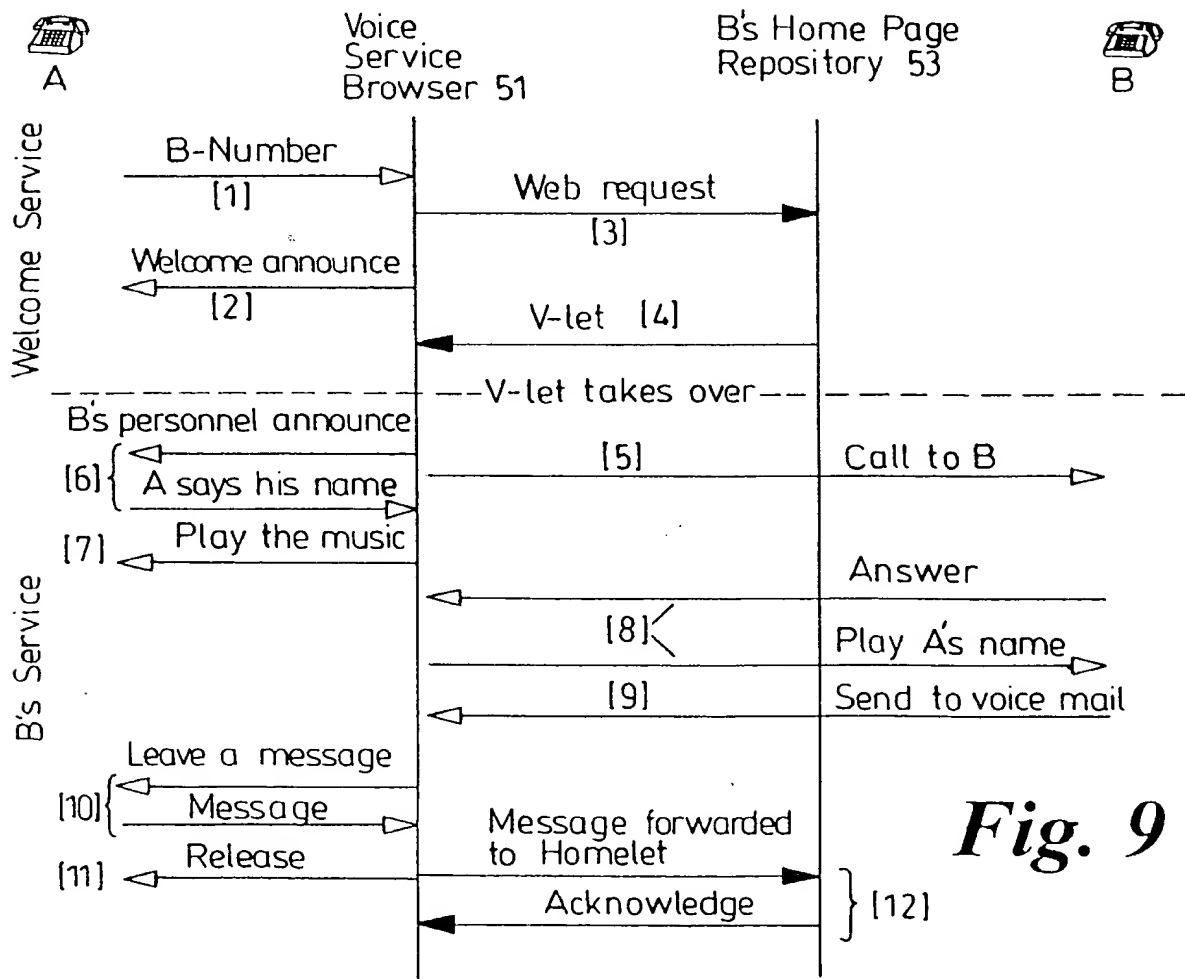 A
Voice
Service
Browser 51
B's Home Page
Repository 53
B
Welcome Service
B-Number
[1]
Web request
[3]
Welcome announce
[2]
V-let [4]
V-let takes over
B's Service
B's personnel announce
[5]
Call to B
[6]
A says his name
[7]
Play the music
Answer
[8]
Play A's name
[9]
Send to voice mail
Leave a message
[10]
Message
Message forwarded
to Homelet
[11]
Release
Acknowledge
[12]
Fig. 9